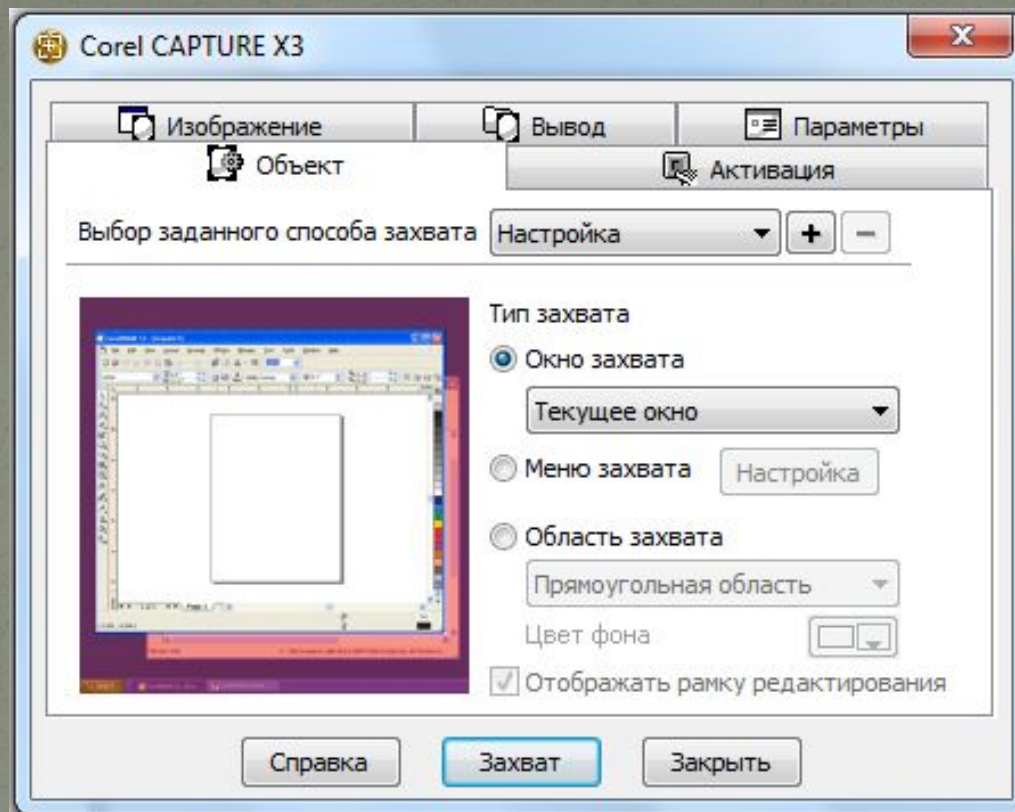 Corel CAPTURE X3
Изображение
Вывод
Параметры
Объект
Активация
Выбор заданного способа захвата Настройка + −
Тип захвата
Окно захвата
Текущее окно
Меню захвата Настройка
Область захвата
Прямоугольная область
Цвет фона
Отображать рамку редактирования
Справка
Захват
Закрыть